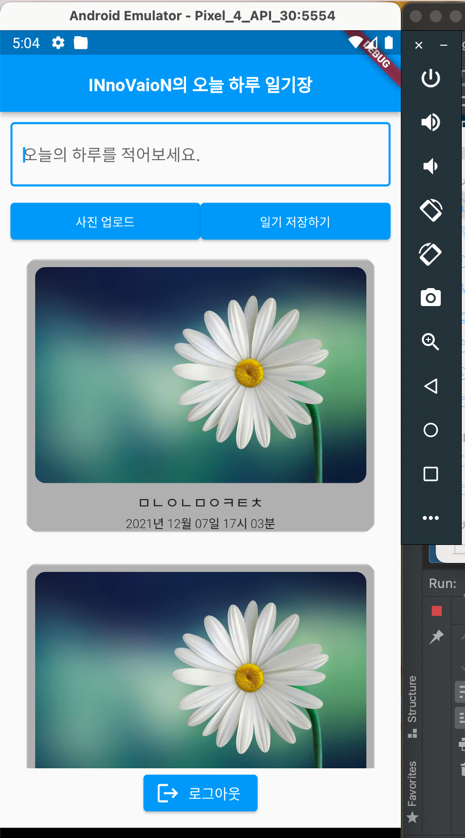 Android Emulator - Pixel_4_API_30:5554
5:04
DEBUG
INnoVaioN의 오늘 하루 일기장
오늘의 하루를 적어보세요.
사진 업로드
일기 저장하기
ㅁㄴㅇㄴㅁㅇㅋㅌㅊ
2021년 12월 07일 17시 03분
로그아웃
Run:
Structure
Favorites